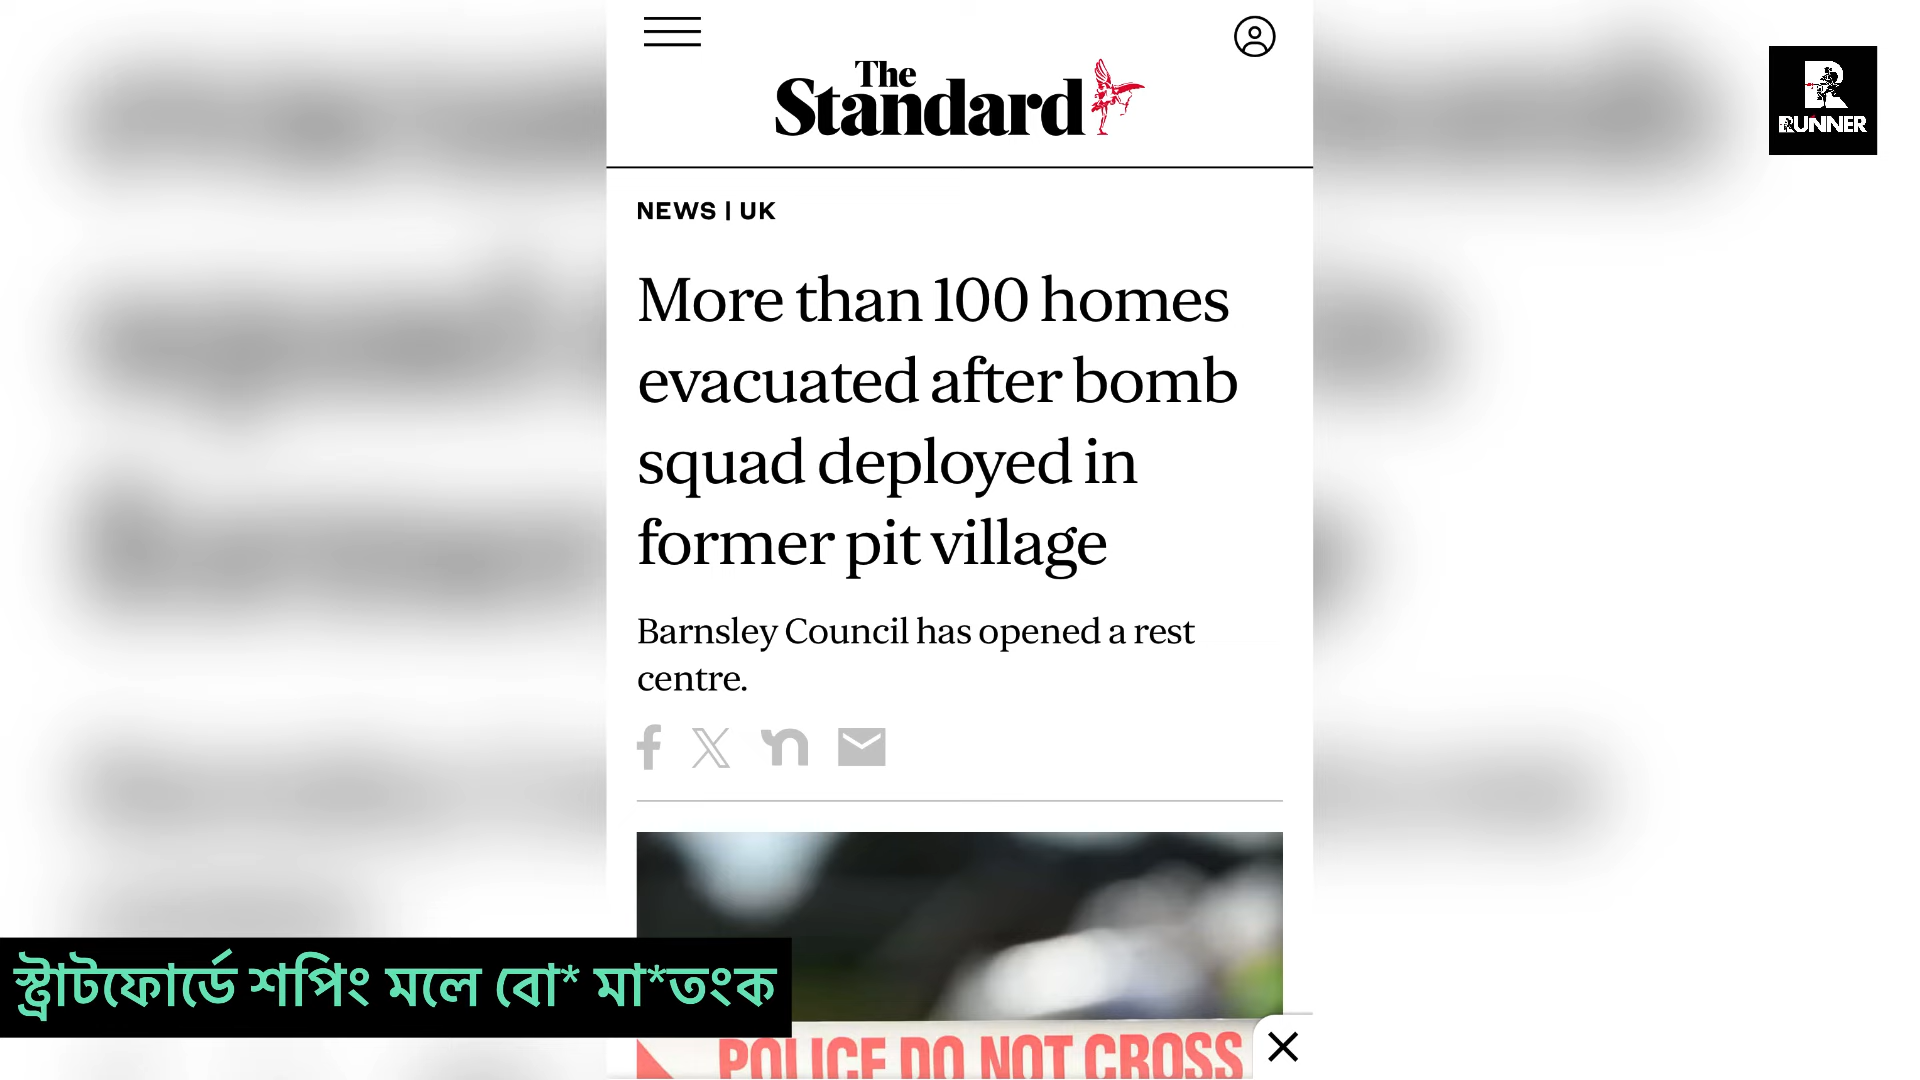 The
Standard
RUNNER
NEWS | UK
More than 100 homes
evacuated after bomb
squad deployed in
former pit village
Barnsley Council has opened a rest
centre.
স্ট্রাটফোর্ডে শপিং মলে বো* মা*তংক
POLICE DO NOT CROSS